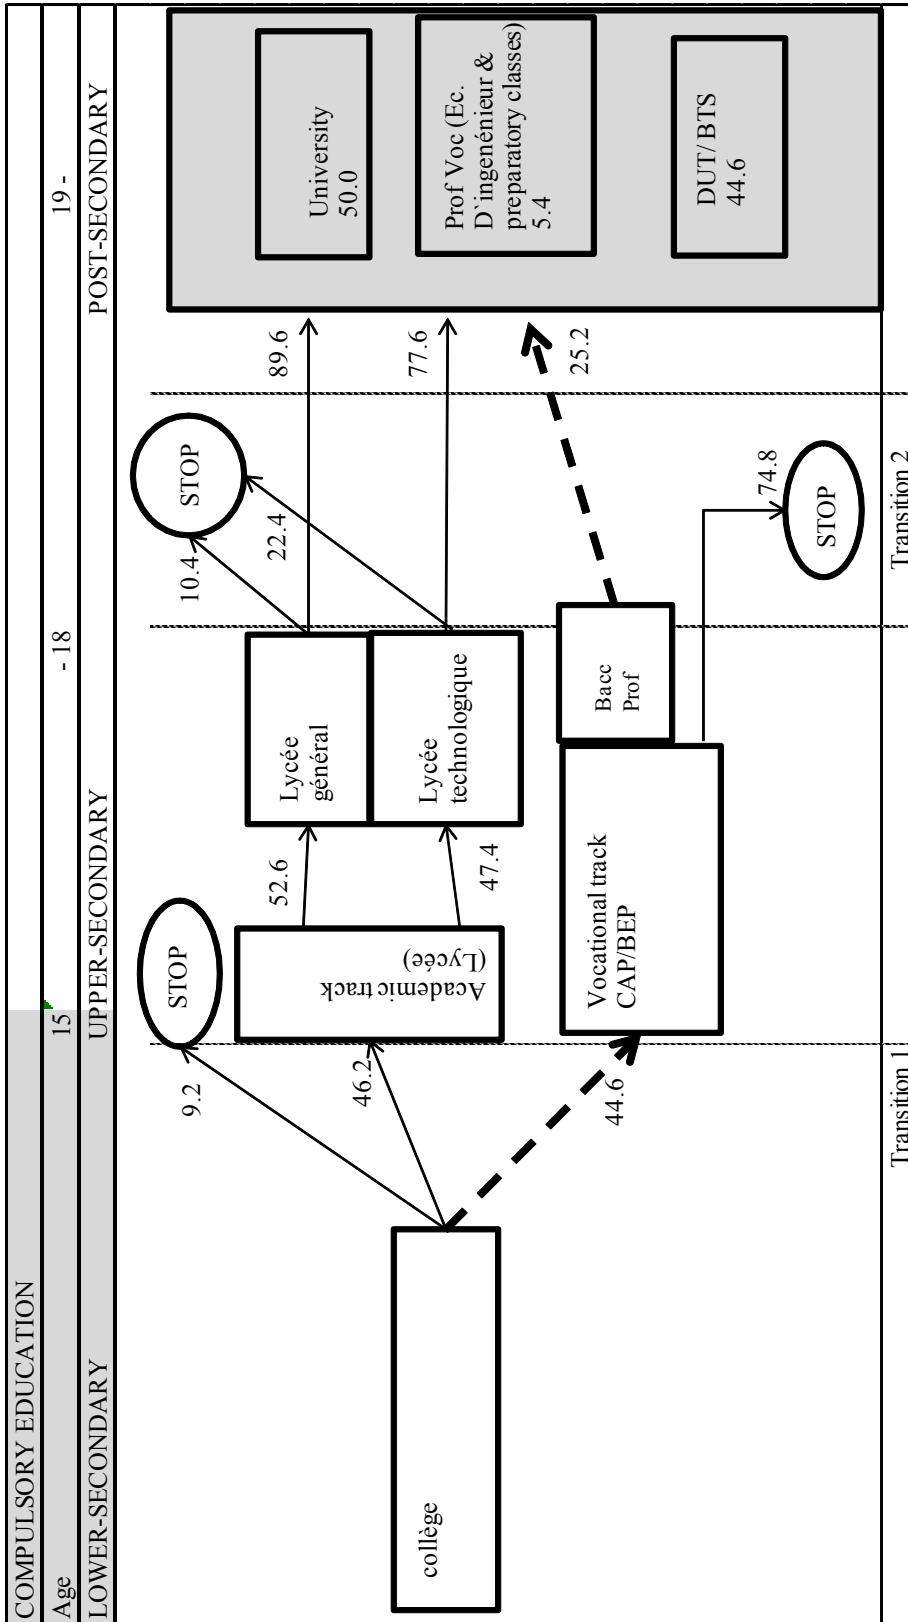 COMPULSORY EDUCATION
Age 15 - 18 19 -
LOWER-SECONDARY UPPER-SECONDARY POST-SECONDARY
collège
9.2
46.2
44.6
STOP
Academic track
(Lycée)
Vocational track
CAP/BEP
52.6
47.4
Lycée
général
Lycée
technologique
Bacc
Prof
10.4
22.4
STOP
89.6
77.6
25.2
74.8
STOP
University
50.0
Prof Voc (Ec.
D`ingenénieur &
preparatory classes)
5.4
DUT/BTS
44.6
Transition 1 Transition 2